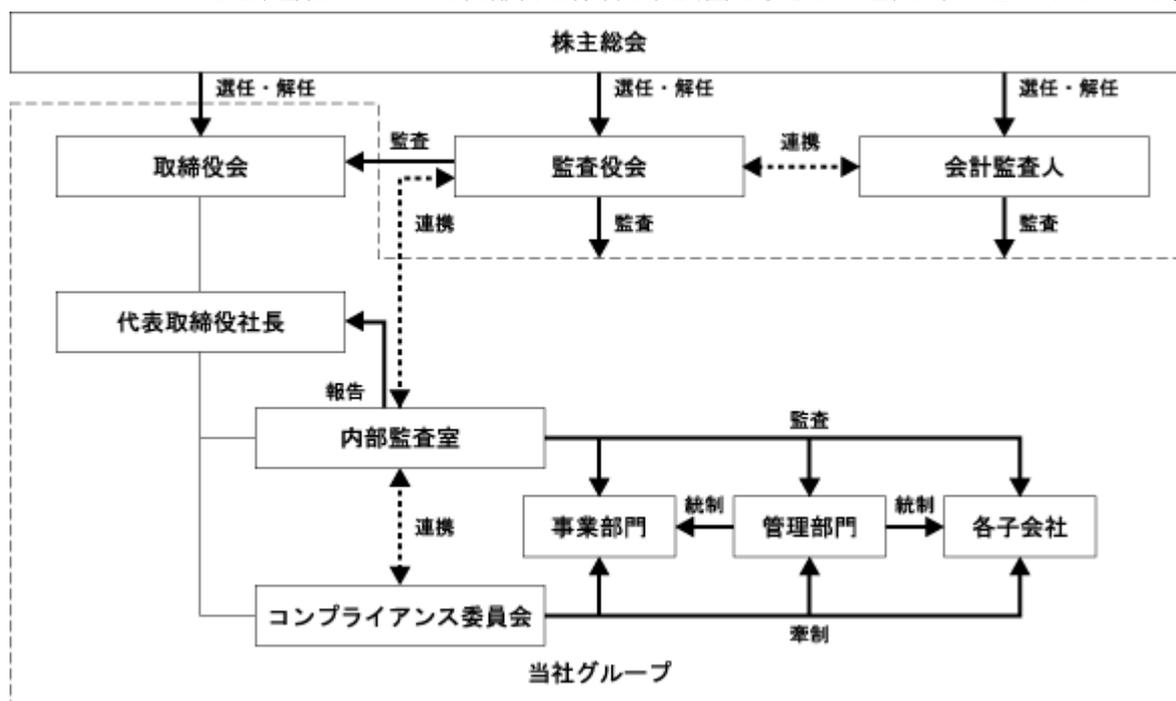 株主総会
選任・解任
選任・解任
選任・解任
取締役会
監査
監査役会
連携
会計監査人
連携
監査
監査
代表取締役社長
報告
内部監査室
監査
事業部門
統制
管理部門
統制
各子会社
連携
コンプライアンス委員会
牽制
当社グループ